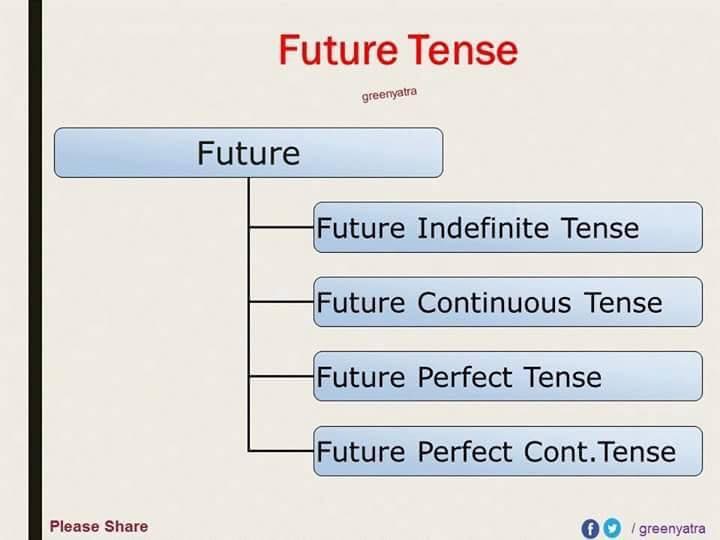 Future Tense
greenyatra
Future
Future Indefinite Tense
Future Continuous Tense
Future Perfect Tense
Future Perfect Cont.Tense
Please Share
/ greenyatra